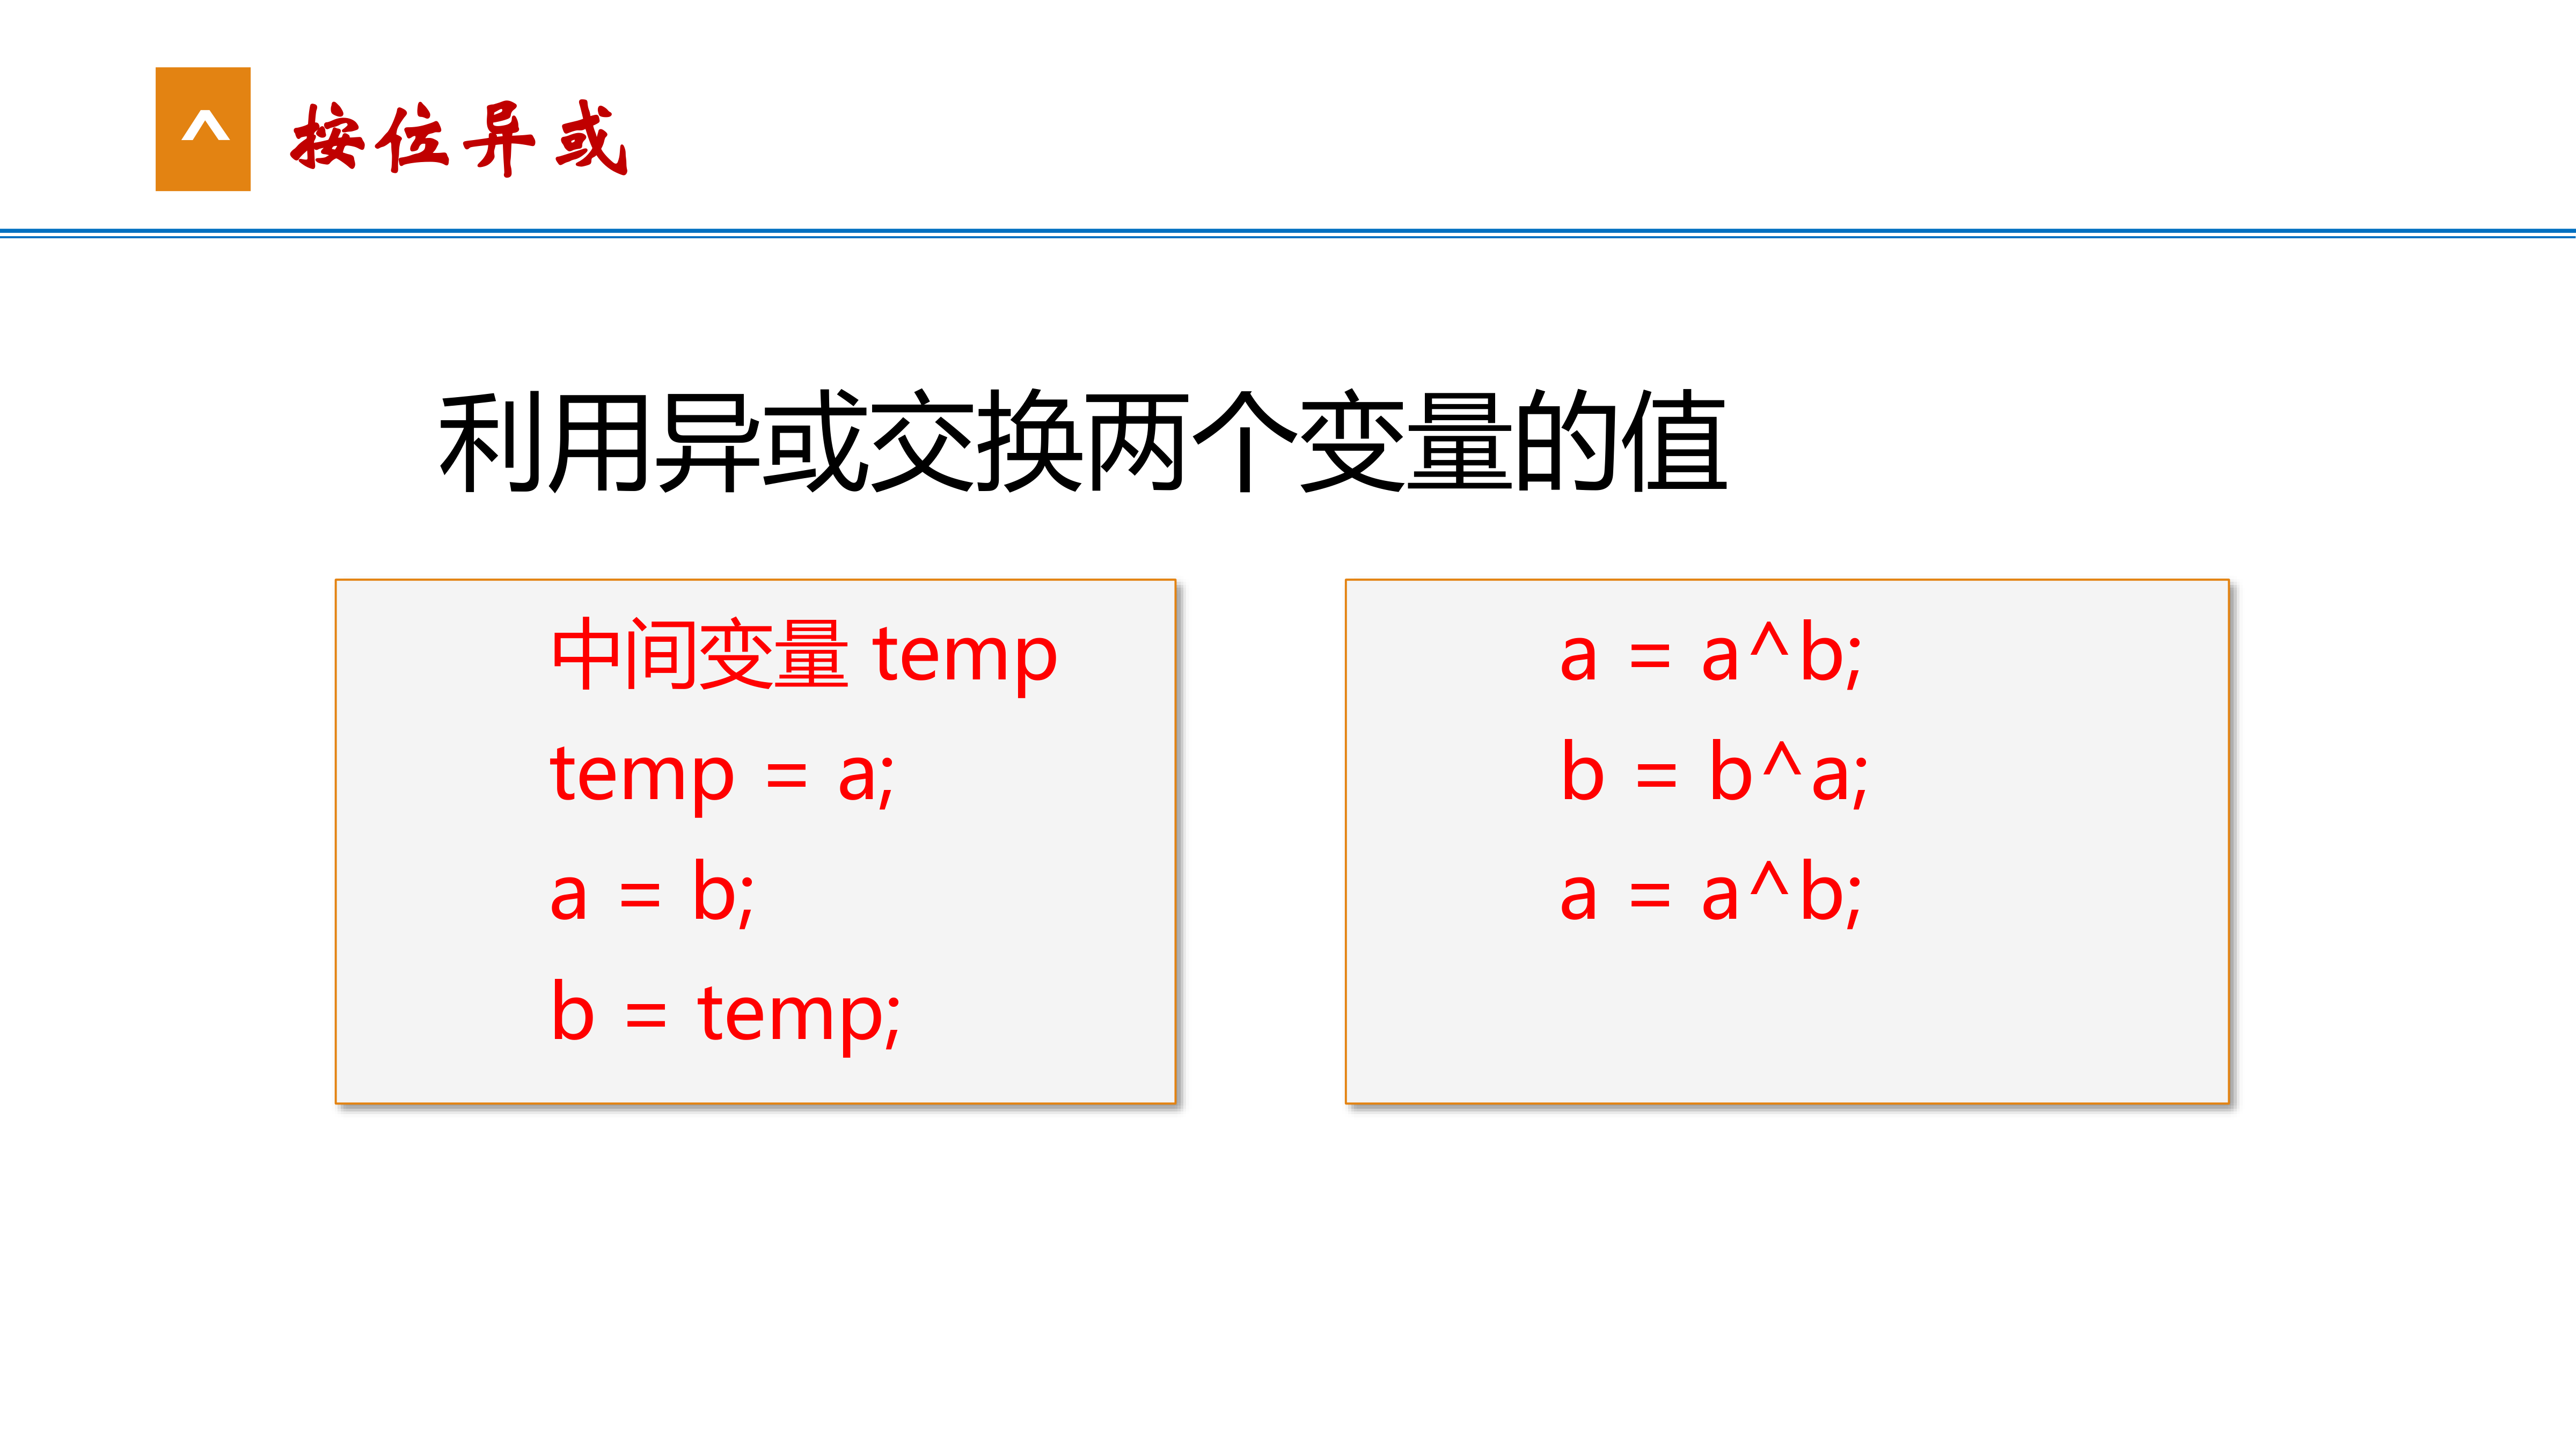 ^ 按位异或
利用异或交换两个变量的值
中间变量 temp
temp = a;
a = b;
b = temp;
a = a^b;
b = b^a;
a = a^b;